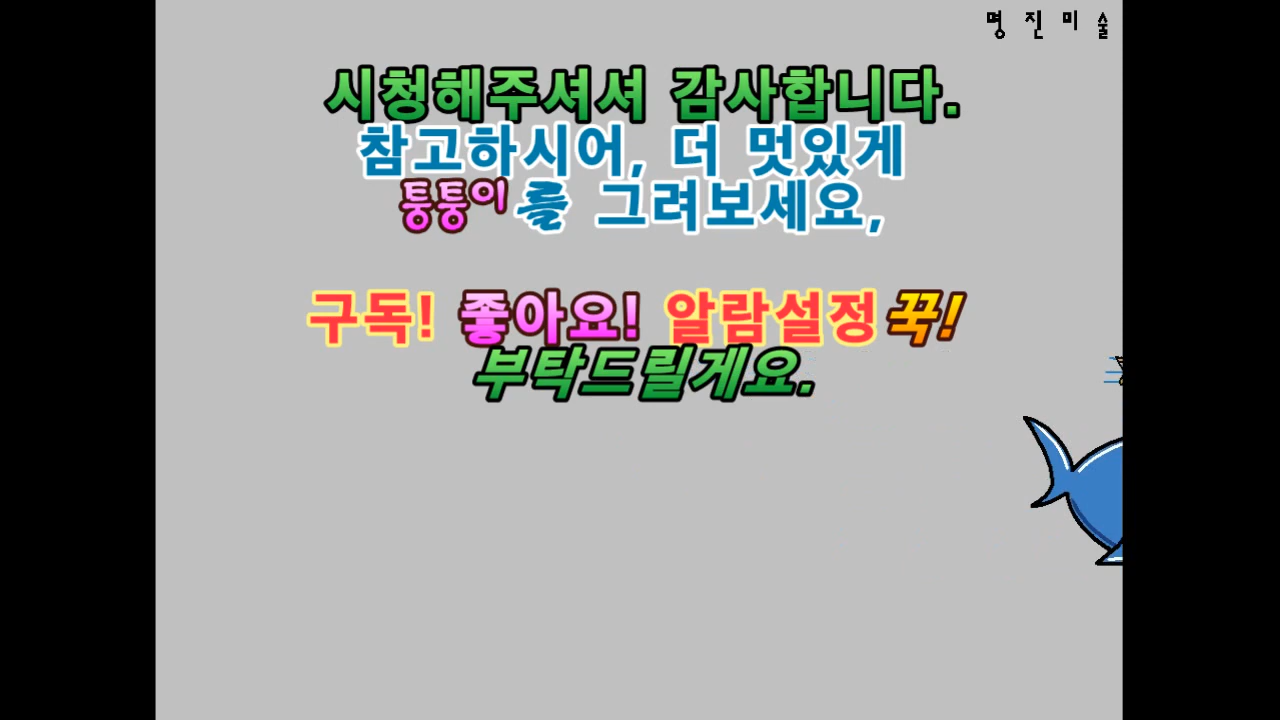 명진미술
시청해주셔셔 감사합니다.
참고하시어, 더 멋있게
퉁퉁이를 그려보세요,
구독! 좋아요! 알람설정꾹!
부탁드릴게요.